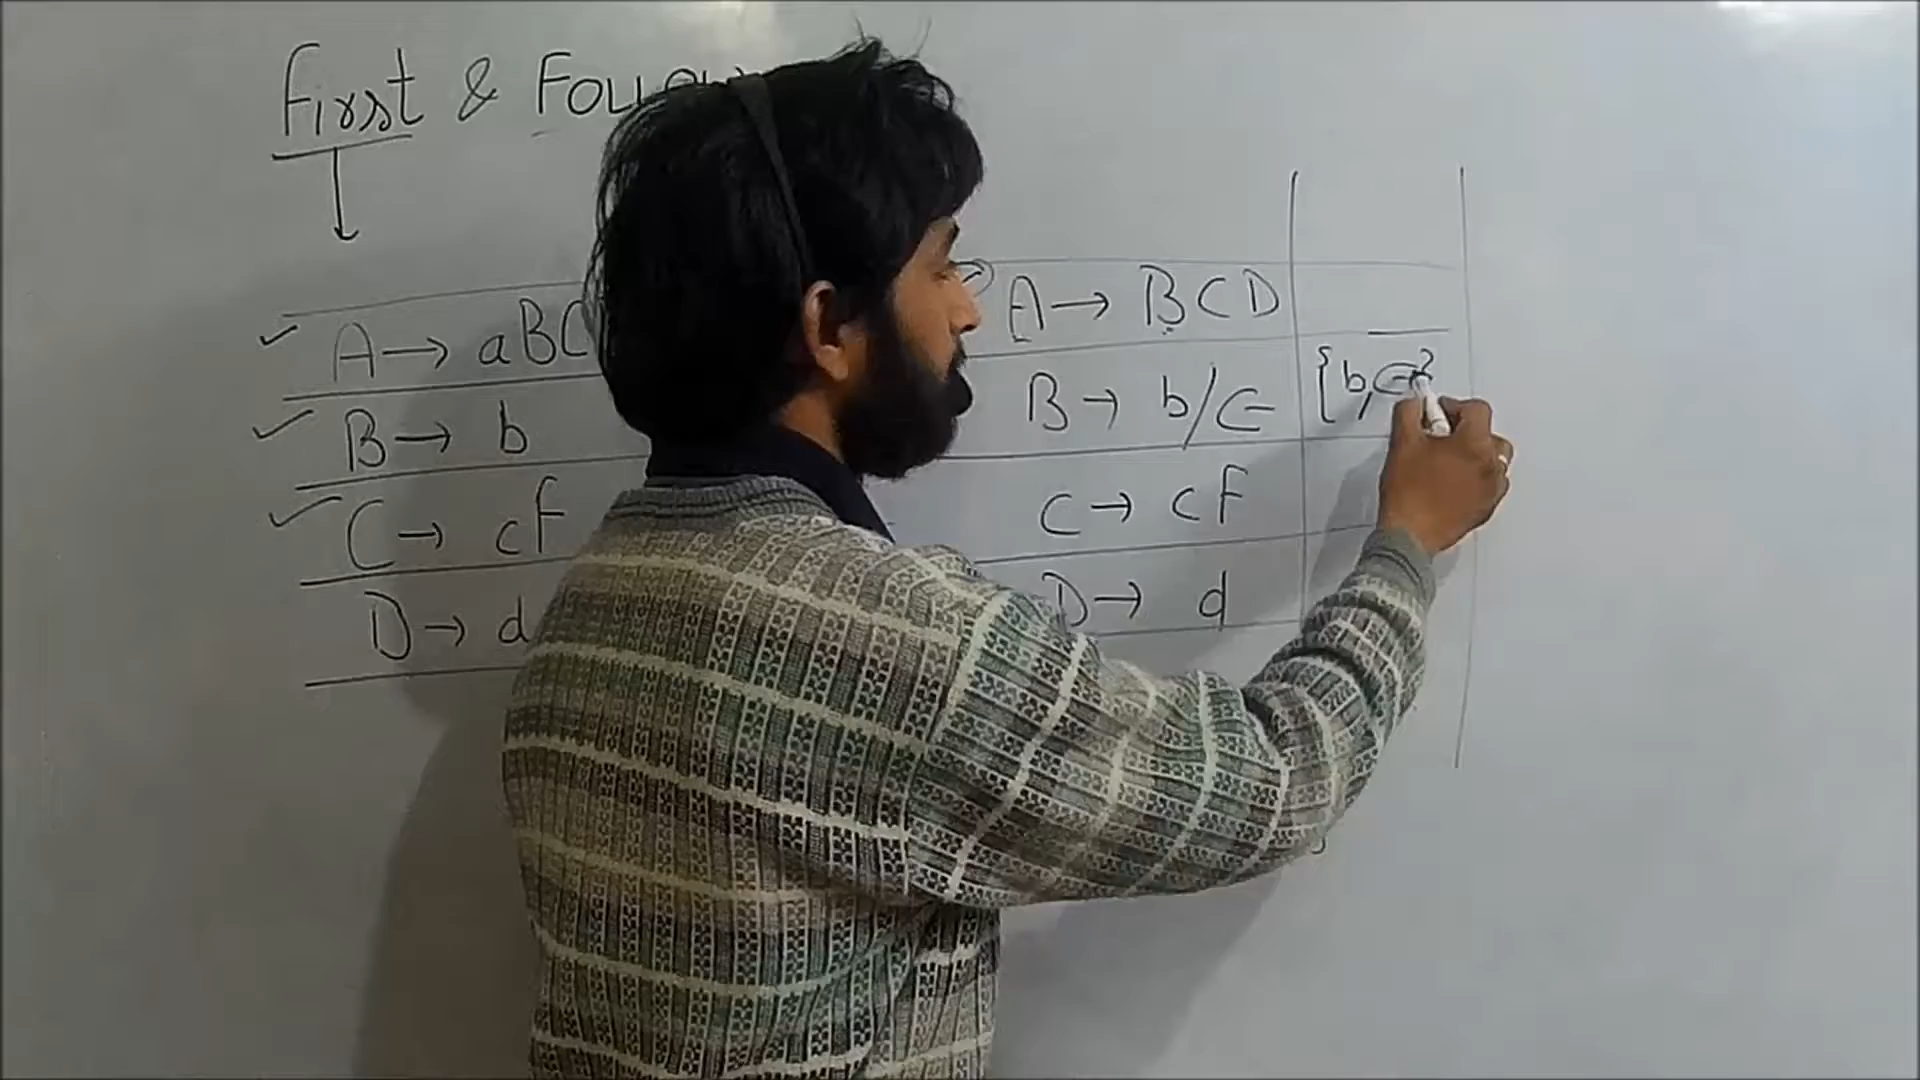 First & Follow
A → aBC
B → b
C → cF
D → d
A → BCD
B → b/ϵ {b,ϵ}
C → cF
D → d